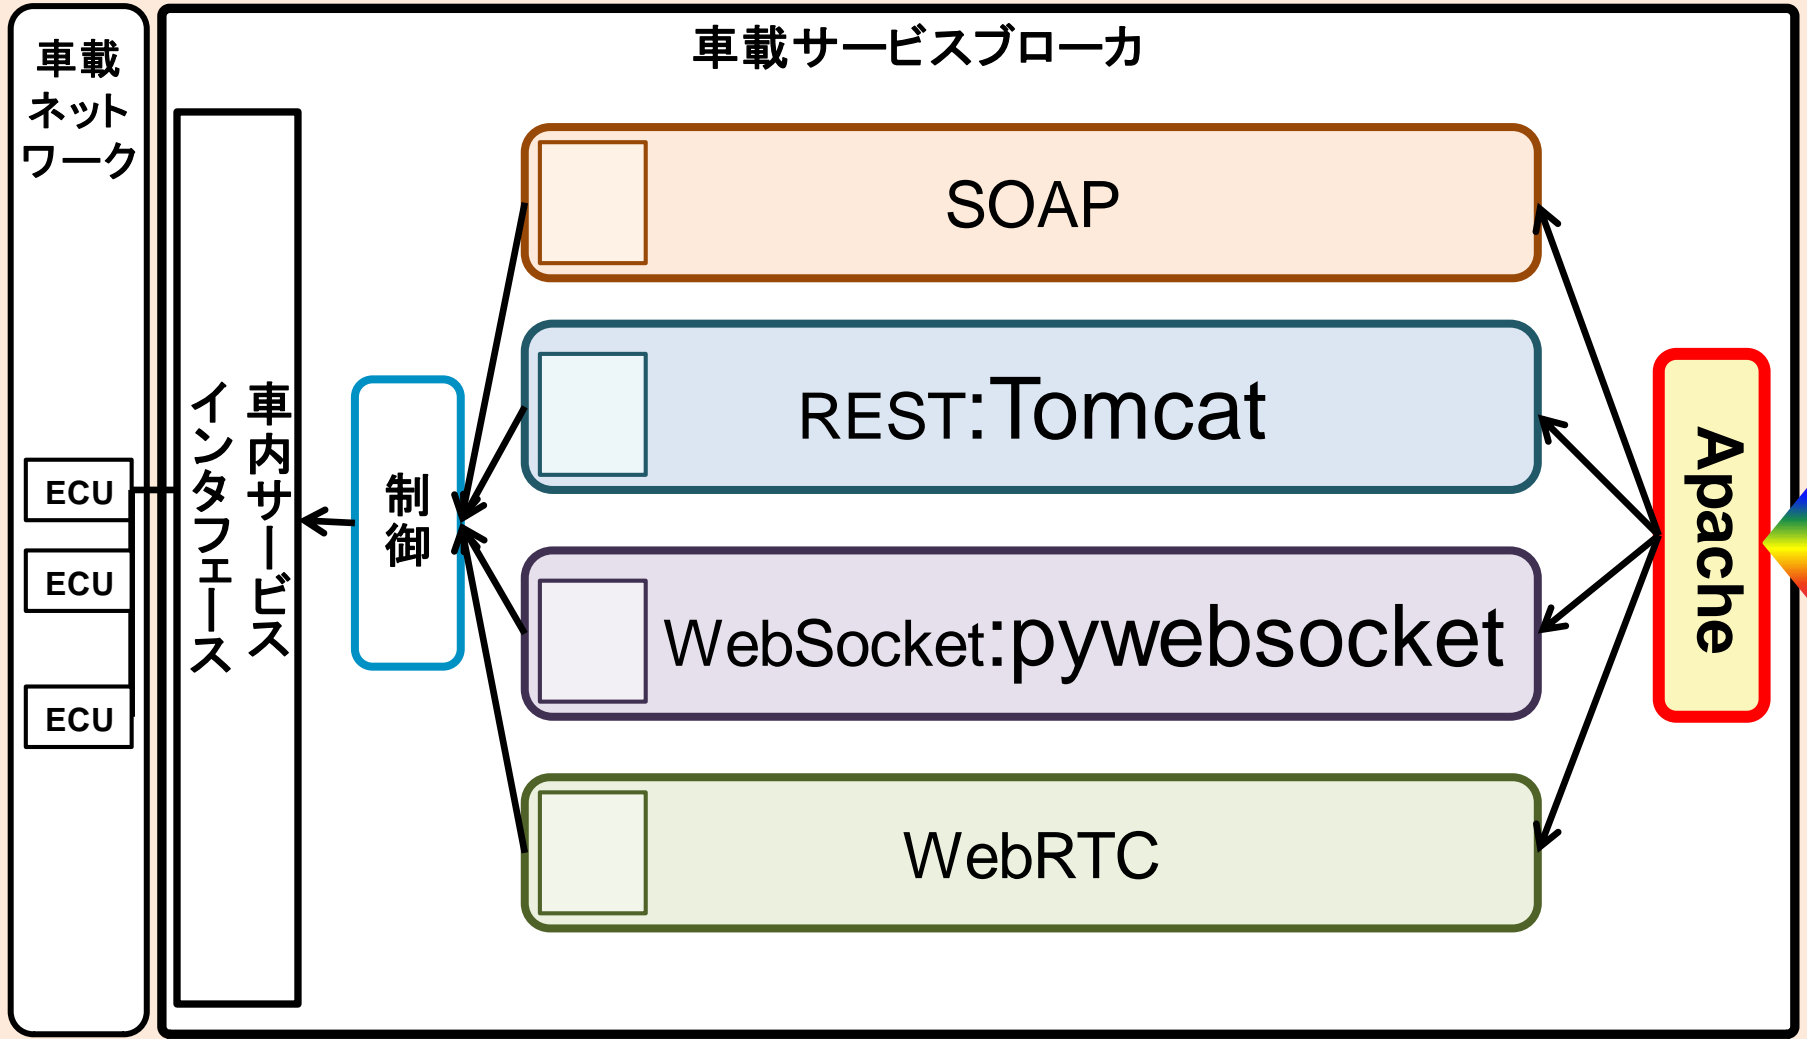 車載
ネット
ワーク
ECU
ECU
ECU
車載サービスブローカ
車内サービス
インタフェース
制
御
SOAP
REST:Tomcat
WebSocket:pywebsocket
WebRTC
Apache